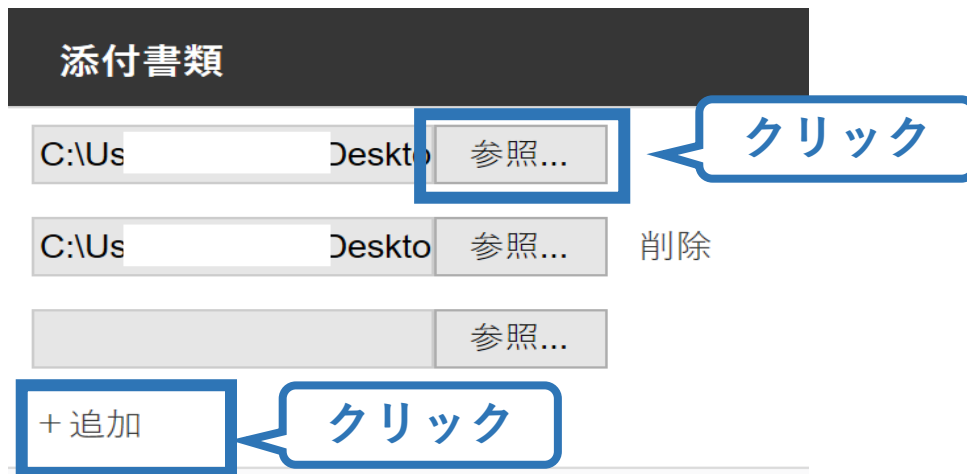 添付書類
C:\Us Deskto 参照... クリック
C:\Us Deskto 参照... 削除
参照...
+追加 クリック